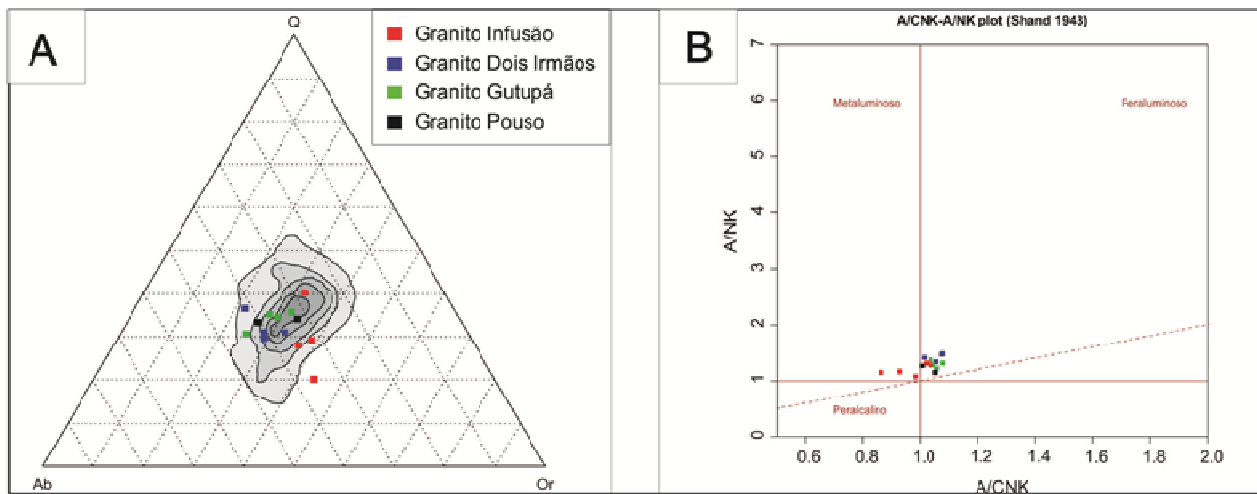 A
Q
Granito Infusão
Granito Dois Irmãos
Granito Gutupá
Granito Pouso
Ab
Or
B
A/CNK-A/NK plot (Shand 1943)
Metaluminoso
Peraluminoso
Peralcalino
A/NK
7
6
5
4
3
2
1
0
0.6
0.8
1.0
1.2
1.4
1.6
1.8
2.0
A/CNK